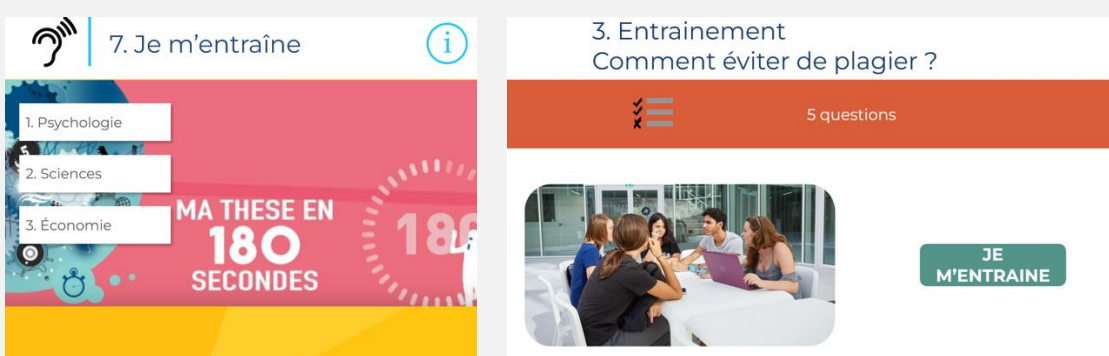 7. Je m'entraîne
i
1. Psychologie
2. Sciences
3. Économie
MA THESE EN
180
SECONDES
180
3. Entrainement
Comment éviter de plagier ?
5 questions
JE
M'ENTRAINE